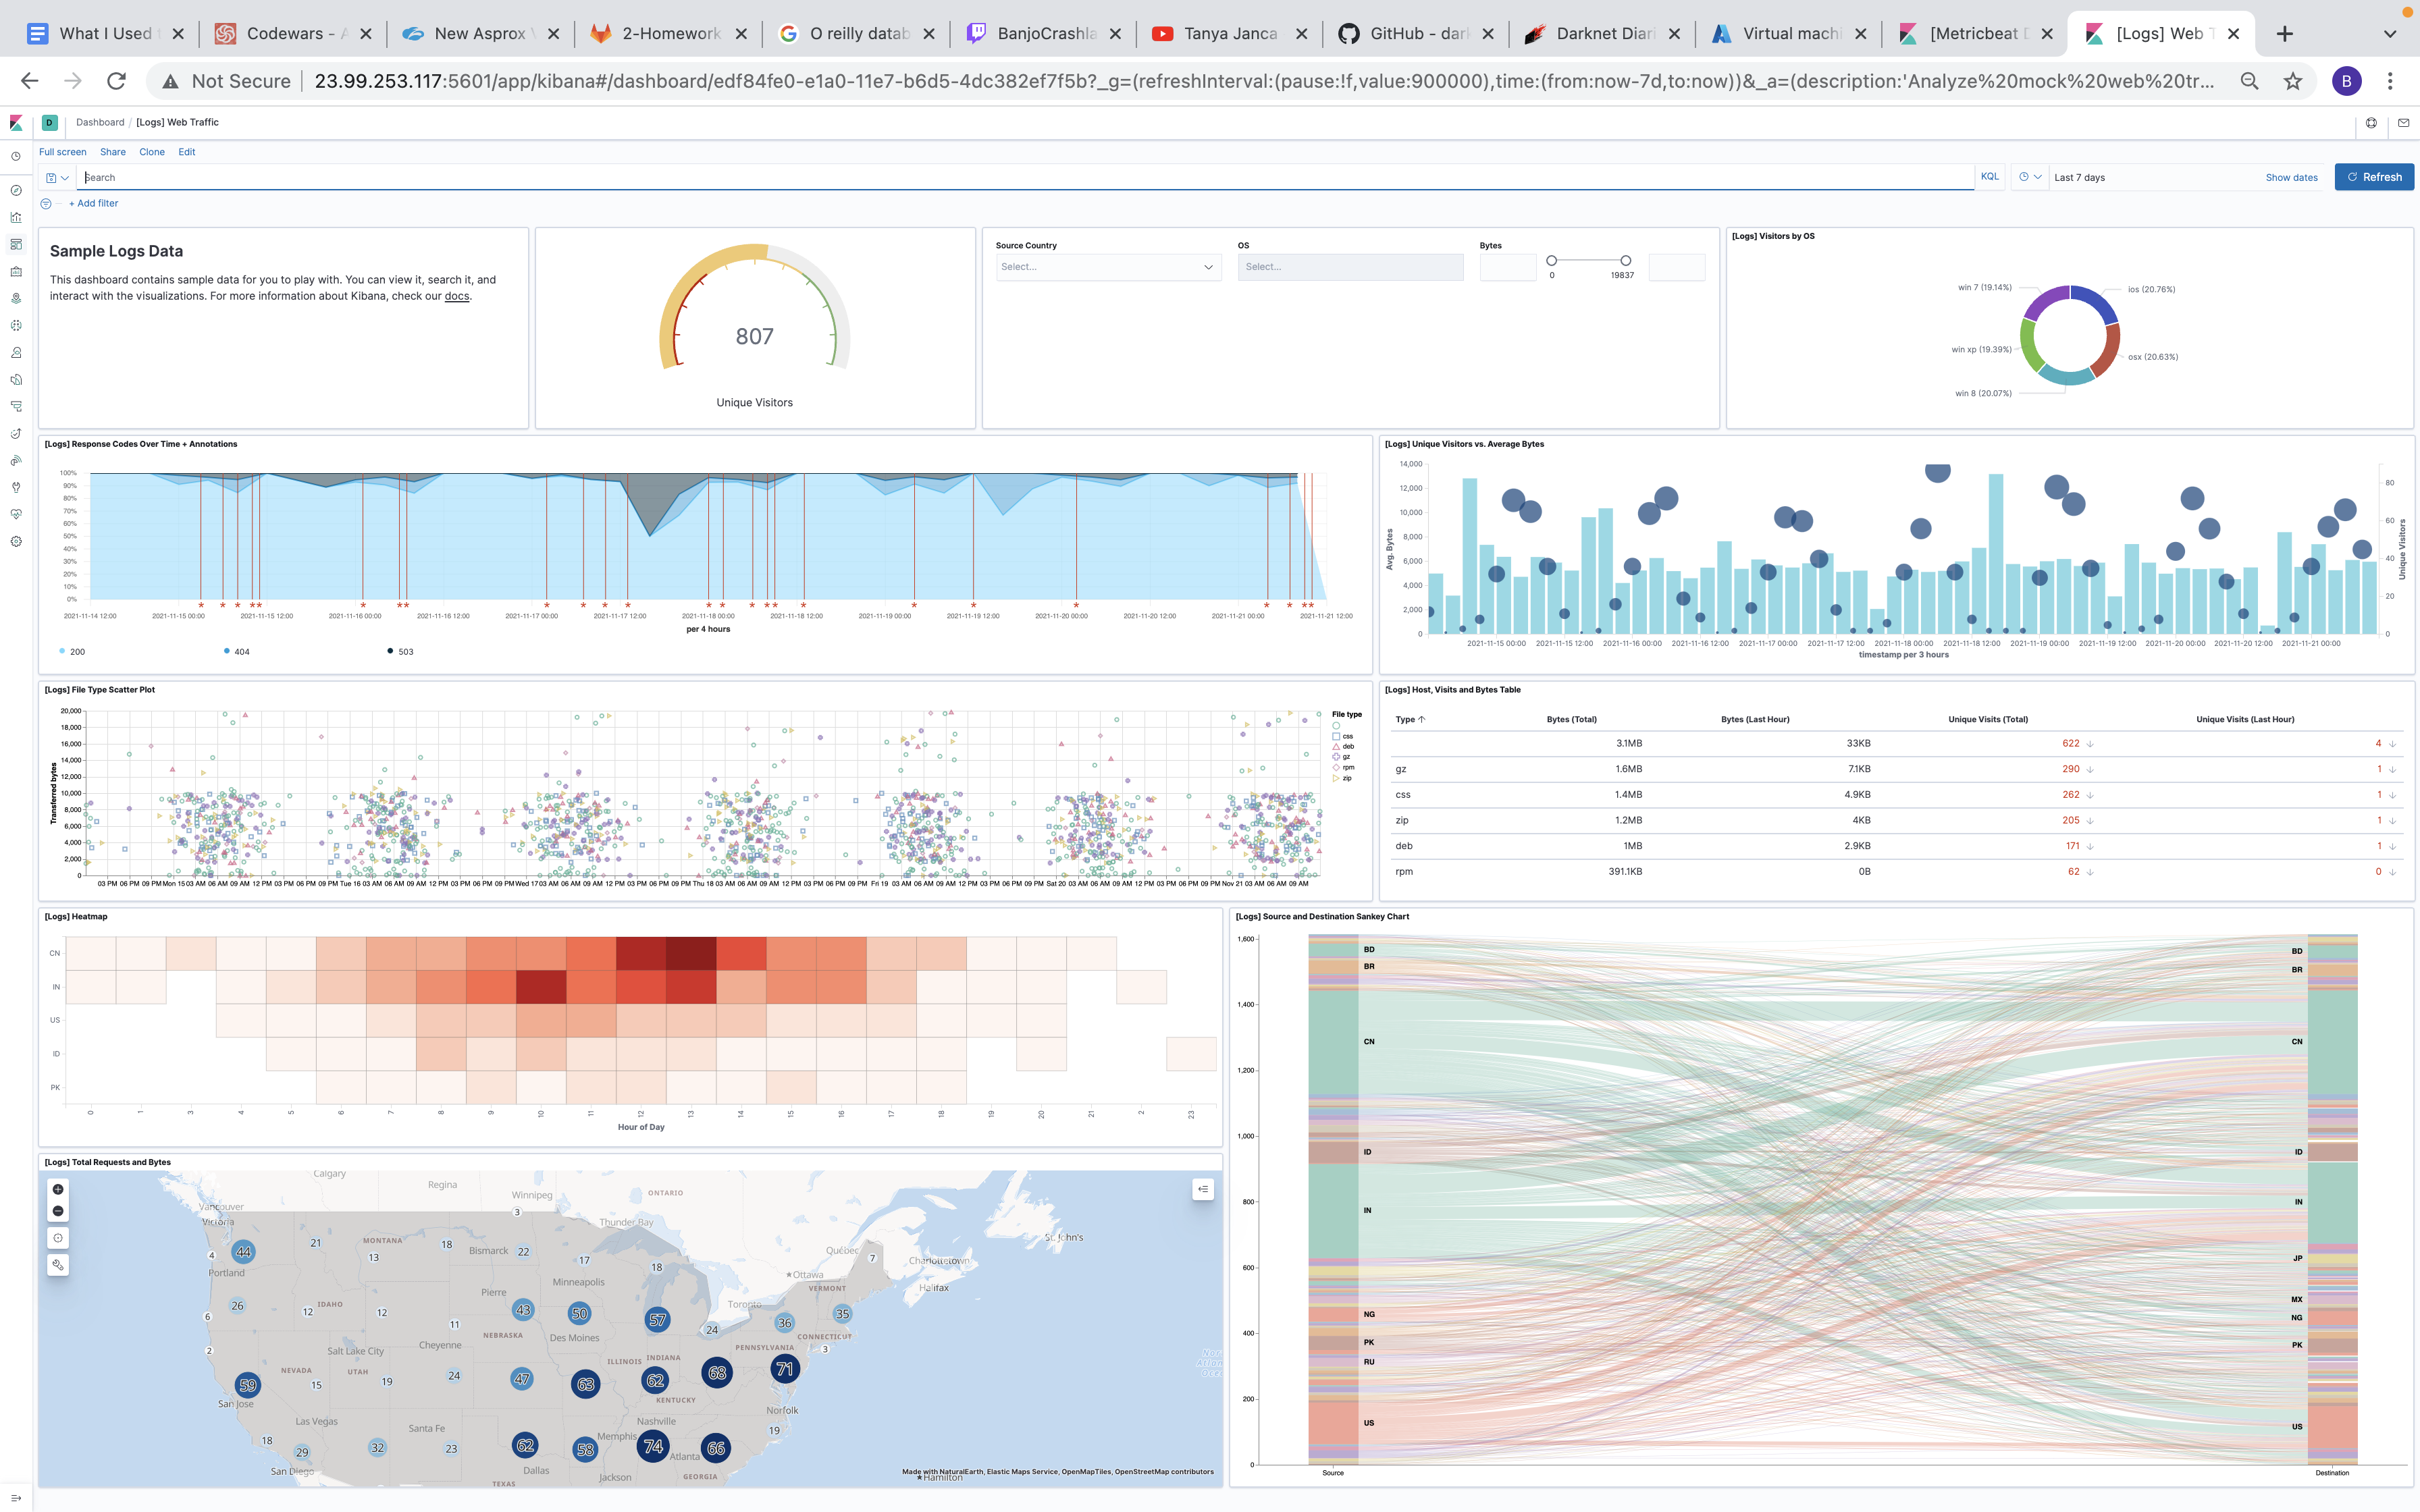 What I Used
Codewars - A
New Asprox
2-Homework
O reilly datab
BanjoCrashla
Tanya Janca
GitHub - dark
Darknet Diari
Virtual machi
[Metricbeat D
[Logs] Web T
Not Secure
23.99.253.117:5601/app/kibana#/dashboard/edf84fe0-e1a0-11e7-b6d5-4dc382ef7f5b?_g=(refreshInterval:(pause:!f,value:900000),time:(from:now-7d,to:now))&_a=(description:'Analyze%20mock%20web%20tr...
B
D
Dashboard / [Logs] Web Traffic
Full screen Share Clone Edit
Search
KQL
Last 7 days
Show dates
Refresh
+ Add filter
Sample Logs Data
This dashboard contains sample data for you to play with. You can view it, search it, and
interact with the visualizations. For more information about Kibana, check our docs.
807
Unique Visitors
Source Country
Select...
OS
Select...
Bytes
0 19837
[Logs] Visitors by OS
win 7 (19.14%)
ios (20.76%)
win xp (19.39%)
osx (20.63%)
win 8 (20.07%)
[Logs] Response Codes Over Time + Annotations
100%
90%
80%
70%
60%
50%
40%
30%
20%
10%
0%
2021-11-14 12:00 2021-11-15 00:00 2021-11-15 12:00 2021-11-16 00:00 2021-11-16 12:00 2021-11-17 00:00 2021-11-17 12:00 2021-11-18 00:00 2021-11-18 12:00 2021-11-19 00:00 2021-11-19 12:00 2021-11-20 00:00 2021-11-20 12:00 2021-11-21 00:00 2021-11-21 12:00
per 4 hours
200 404 503
[Logs] Unique Visitors vs. Average Bytes
14,000
12,000
10,000
8,000
6,000
4,000
2,000
0
Avg. Bytes
80
60
40
20
0
Unique Visitors
2021-11-15 00:00 2021-11-15 12:00 2021-11-16 00:00 2021-11-16 12:00 2021-11-17 00:00 2021-11-17 12:00 2021-11-18 00:00 2021-11-18 12:00 2021-11-19 00:00 2021-11-19 12:00 2021-11-20 00:00 2021-11-20 12:00 2021-11-21 00:00
timestamp per 3 hours
[Logs] File Type Scatter Plot
20,000
18,000
16,000
14,000
12,000
10,000
8,000
6,000
4,000
2,000
0
Transferred bytes
03 PM 06 PM 09 PM Mon 15 03 AM 06 AM 09 AM 12 PM 03 PM 06 PM 09 PM Tue 16 03 AM 06 AM 09 AM 12 PM 03 PM 06 PM 09 PM Wed 17 03 AM 06 AM 09 AM 12 PM 03 PM 06 PM 09 PM Thu 18 03 AM 06 AM 09 AM 12 PM 03 PM 06 PM 09 PM Fri 19 03 AM 06 AM 09 AM 12 PM 03 PM 06 PM 09 PM Sat 20 03 AM 06 AM 09 AM 12 PM 03 PM 06 PM 09 PM Nov 21 03 AM 06 AM 09 AM
File type
css
deb
gz
rpm
zip
[Logs] Host, Visits and Bytes Table
Type Bytes (Total) Bytes (Last Hour) Unique Visits (Total) Unique Visits (Last Hour)
3.1MB 33KB 622 4
gz 1.6MB 7.1KB 290 1
css 1.4MB 4.9KB 262 1
zip 1.2MB 4KB 205 1
deb 1MB 2.9KB 171 1
rpm 391.1KB 0B 62 0
[Logs] Heatmap
CN
IN
US
ID
PK
0 1 3 4 5 6 7 8 9 10 11 12 13 14 15 16 17 18 19 20 21 2 23
Hour of Day
[Logs] Source and Destination Sankey Chart
1,600
1,400
1,200
1,000
800
600
400
200
0
BD
BR
CN
ID
IN
NG
PK
RU
US
BD
BR
CN
ID
IN
JP
MX
NG
PK
US
Source Destination
[Logs] Total Requests and Bytes
Calgary
Regina
Winnipeg
ONTARIO
Vancouver
3
Victoria
Thunder Bay
St. John's
4 44 21 MONTANA 13 18 Bismarck 22 17 18 Québec 7 Charlottetown
Portland
Minneapolis
Ottawa
Halifax
VERMONT
Pierre
6 26 12 IDAHO 12 11 43 50 57 24 Toronto 36 35
NEBRASKA Des Moines CONNECTICUT
2 Salt Lake City Cheyenne PENNSYLVANIA 3
NEVADA UTAH ILLINOIS INDIANA
59 15 19 24 47 63 62 68 71
San Jose KENTUCKY
Las Vegas Santa Fe Nashville Norfolk
18 29 32 23 62 58 Memphis 74 Atlanta 66 19
San Diego Dallas Jackson GEORGIA
TEXAS
Hamilton
Made with NaturalEarth, Elastic Maps Service, OpenMapTiles, OpenStreetMap contributors